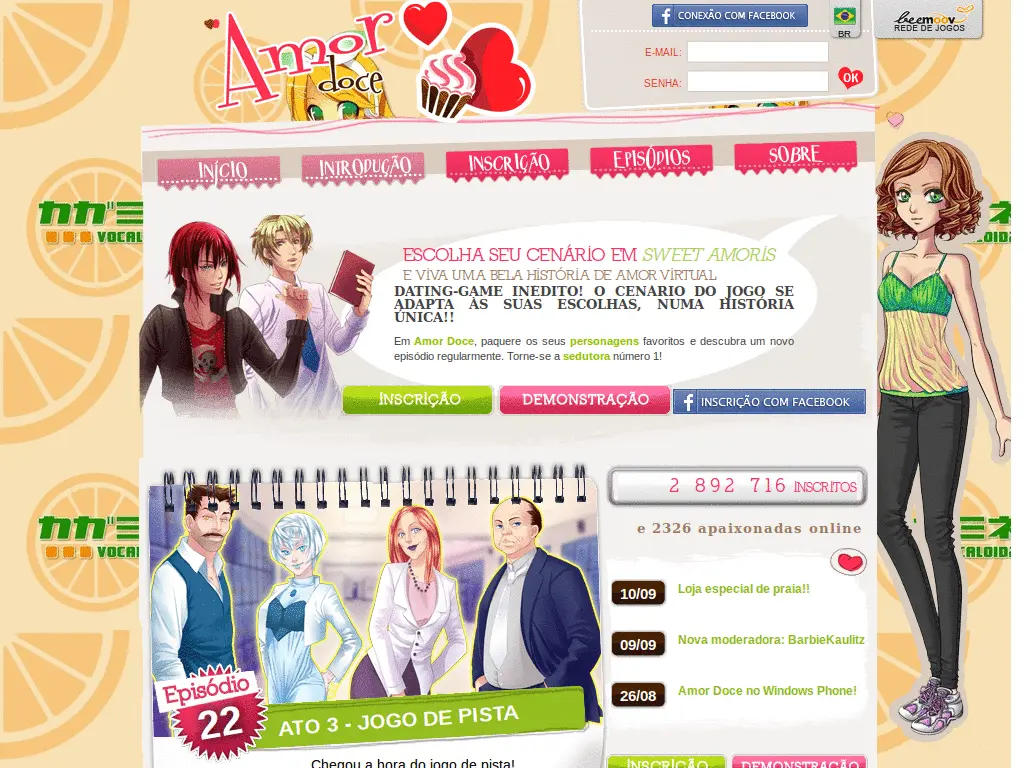 Amor
doce
CONEXÃO COM FACEBOOK
BR
beemoov
REDE DE JOGOS
E-MAIL:
SENHA:
OK
INÍCIO
INTRODUÇÃO
INSCRIÇÃO
EPISÓDIOS
SOBRE
カガミネ
VOCALOID2
ESCOLHA SEU CENÁRIO EM SWEET AMORIS
E VIVA UMA BELA HISTÓRIA DE AMOR VIRTUAL
DATING-GAME INEDITO! O CENARIO DO JOGO SE
ADAPTA ÀS SUAS ESCOLHAS, NUMA HISTÓRIA
ÚNICA!!
Em Amor Doce, paquere os seus personagens favoritos e descubra um novo
episódio regularmente. Torne-se a sedutora número 1!
INSCRIÇÃO
DEMONSTRAÇÃO
INSCRIÇÃO COM FACEBOOK
2 892 716 INSCRITOS
e 2326 apaixonadas online
10/09
Loja especial de praia!!
09/09
Nova moderadora: BarbieKaulitz
26/08
Amor Doce no Windows Phone!
Episódio
22
ATO 3 - JOGO DE PISTA
Chegou a hora do jogo de pista!
INSCRIÇÃO
DEMONSTRAÇÃO